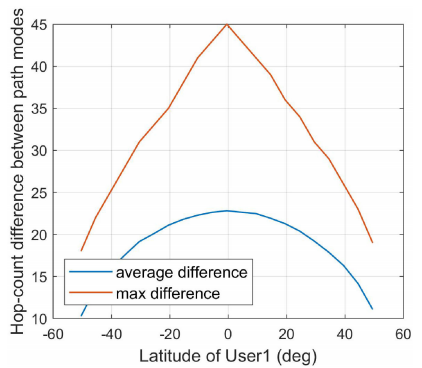 Hop-count difference between path modes
45
40
35
30
25
20
15
10
average difference
max difference
-60 -40 -20 0 20 40 60
Latitude of User1 (deg)